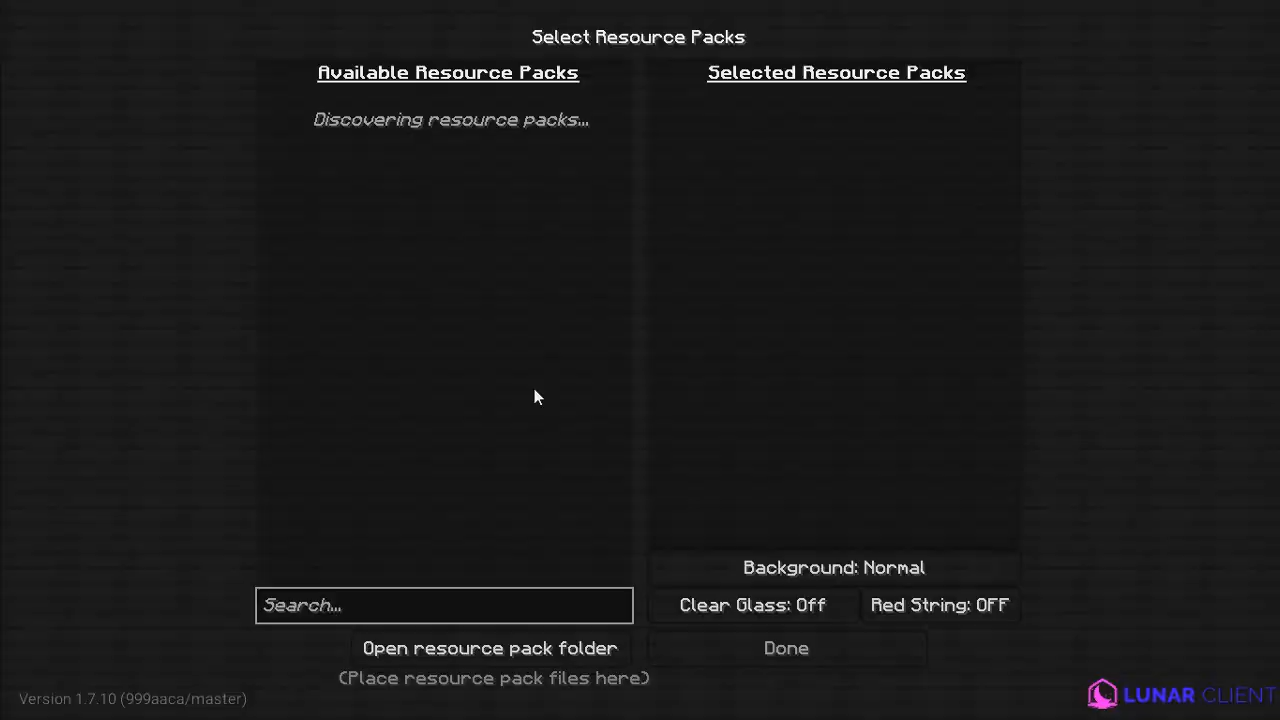 Select Resource Packs
Available Resource Packs
Selected Resource Packs
Discovering resource packs...
Background: Normal
Search...
Clear Glass: Off
Red String: OFF
Open resource pack folder
Done
(Place resource pack files here)
Version 1.7.10 (999aaca/master)
LUNAR CLIENT